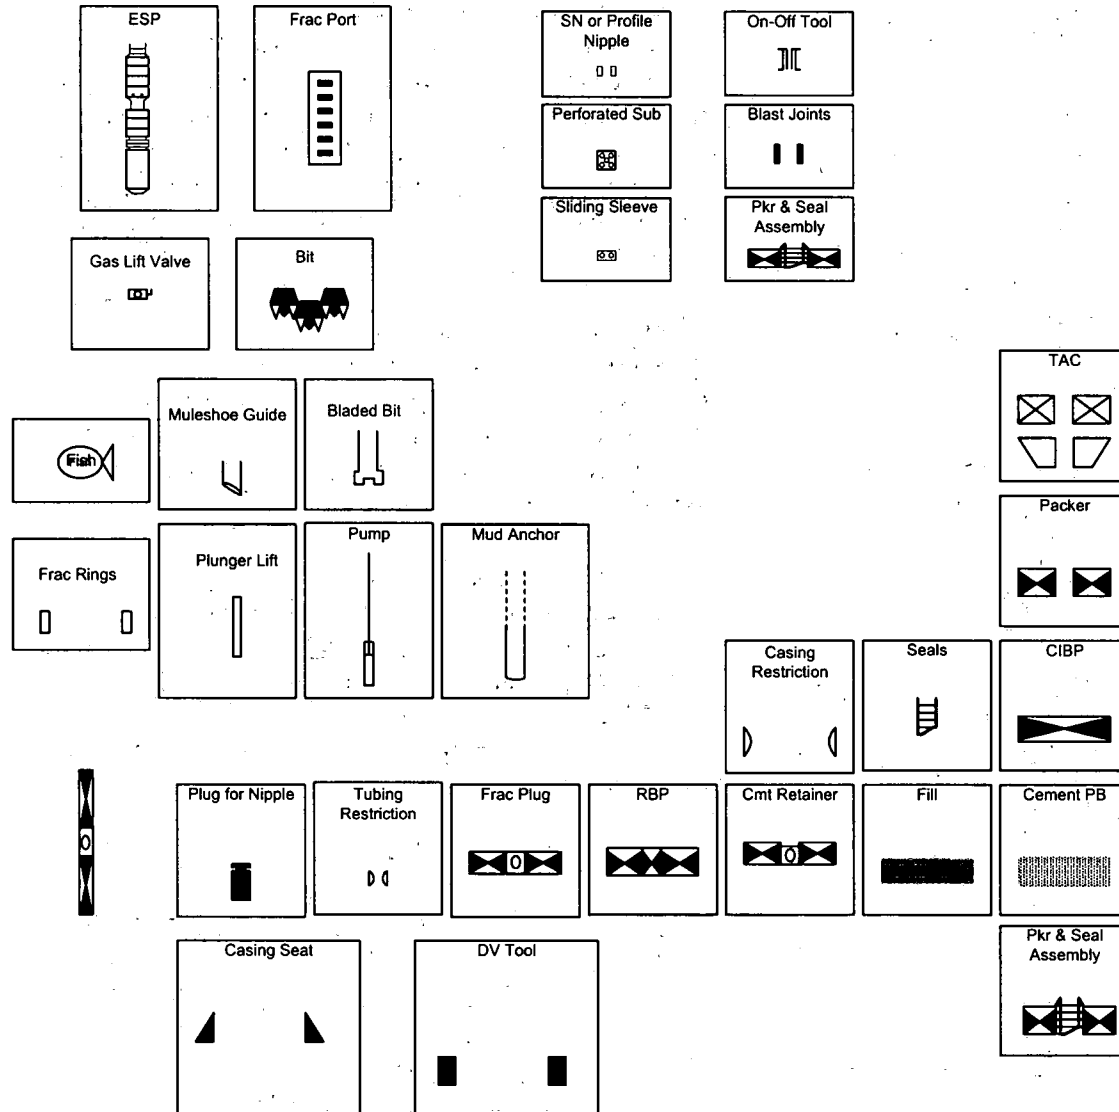 ESP
Frac Port
SN or Profile
Nipple
On-Off Tool
Perforated Sub
Blast Joints
Sliding Sleeve
Pkr & Seal
Assembly
Gas Lift Valve
Bit
TAC
Muleshoe Guide
Bladed Bit
Fish
Packer
Frac Rings
Plunger Lift
Pump
Mud Anchor
Casing
Restriction
Seals
CIBP
Plug for Nipple
Tubing
Restriction
Frac Plug
RBP
Cmt Retainer
Fill
Cement PB
Casing Seat
DV Tool
Pkr & Seal
Assembly